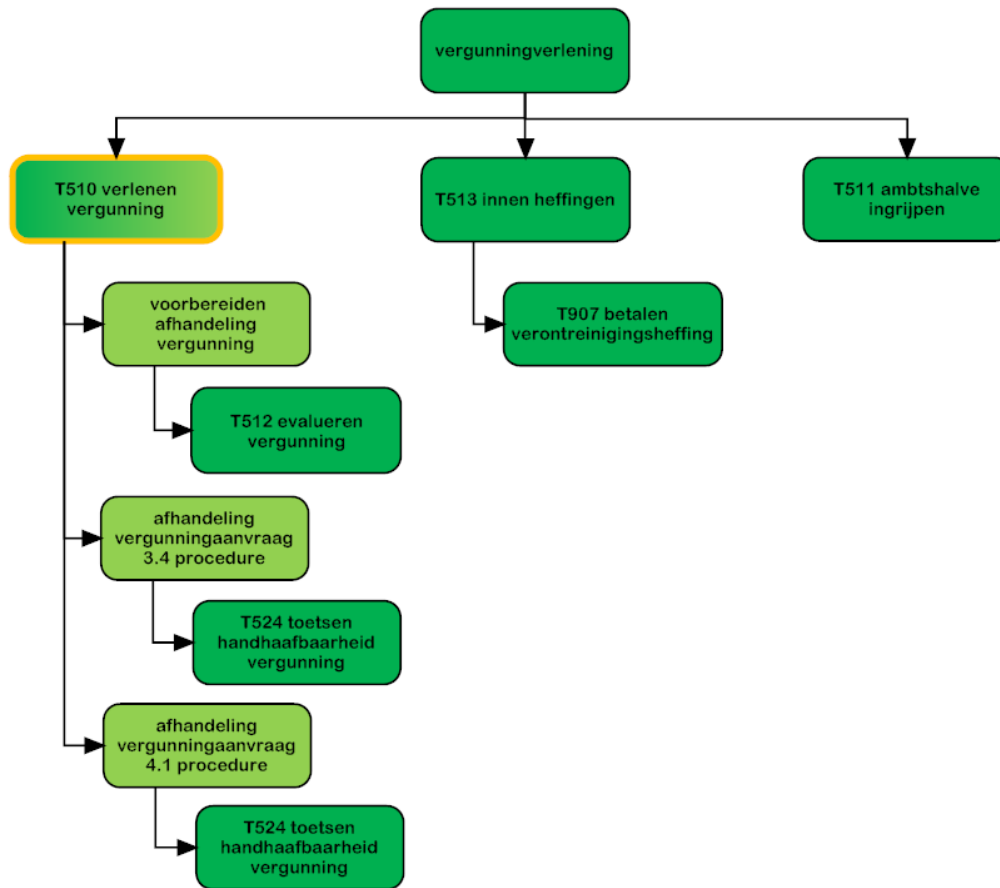 vergunningverlening
T510 verlenen
vergunning
T513 innen heffingen
T511 ambtshalve
ingrijpen
voorbereiden
afhandeling
vergunning
T907 betalen
verontreinigingsheffing
T512 evalueren
vergunning
afhandeling
vergunningaanvraag
3.4 procedure
T524 toetsen
handhaafbaarheid
vergunning
afhandeling
vergunningaanvraag
4.1 procedure
T524 toetsen
handhaafbaarheid
vergunning